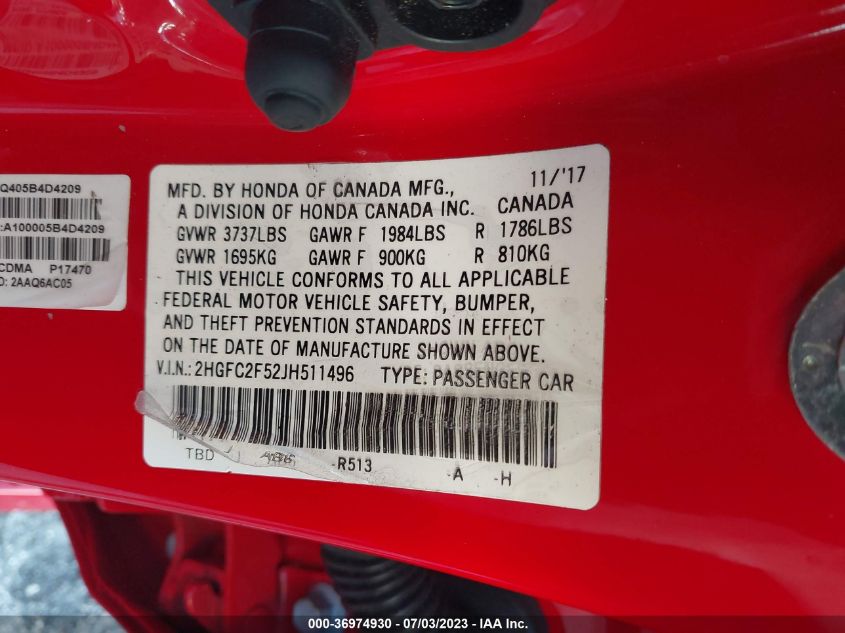 Q405B4D4209
:A100005B4D4209
CDMA P17470
D: 2AAQ6AC05
MFD. BY HONDA OF CANADA MFG., 11/'17
A DIVISION OF HONDA CANADA INC. CANADA
GVWR 3737LBS GAWR F 1984LBS R 1786LBS
GVWR 1695KG GAWR F 900KG R 810KG
THIS VEHICLE CONFORMS TO ALL APPLICABLE
FEDERAL MOTOR VEHICLE SAFETY, BUMPER,
AND THEFT PREVENTION STANDARDS IN EFFECT
ON THE DATE OF MANUFACTURE SHOWN ABOVE.
V.I.N.: 2HGFC2F52JH511496 TYPE: PASSENGER CAR
TBD -R513 -A -H
000-36974930 - 07/03/2023 - IAA Inc.